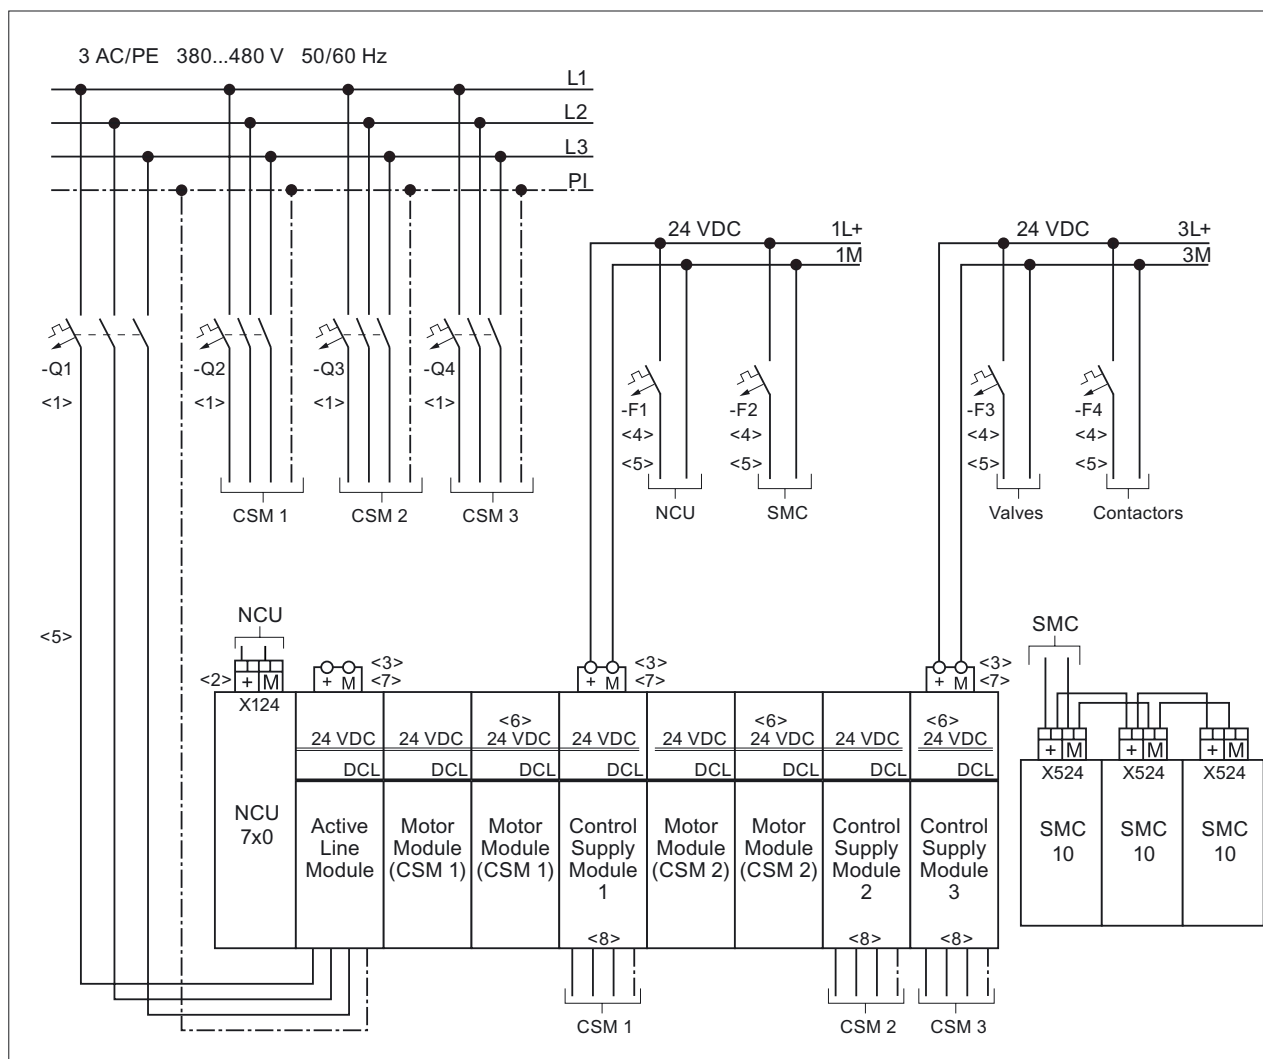 3 AC/PE 380...480 V 50/60 Hz
L1
L2
L3
PI
24 VDC 1L+
1M
24 VDC 3L+
3M
-Q1 -Q2 -Q3 -Q4
<1> <1> <1> <1>
-F1 -F2 -F3 -F4
<4> <4> <4> <4>
<5> <5> <5> <5>
CSM 1 CSM 2 CSM 3
NCU SMC Valves Contactors
<5>
NCU
SMC
<3> <3> <3>
<2> + M + M <7> + M <7> + M <7>
X124
<6> <6> <6>
24 VDC 24 VDC 24 VDC 24 VDC 24 VDC 24 VDC 24 VDC 24 VDC
DCL DCL DCL DCL DCL DCL DCL DCL
+ M + M + M
X524 X524 X524
NCU
7x0
Active
Line
Module
Motor
Module
(CSM 1)
Motor
Module
(CSM 1)
Control
Supply
Module
1
Motor
Module
(CSM 2)
Motor
Module
(CSM 2)
Control
Supply
Module
2
Control
Supply
Module
3
SMC
10
SMC
10
SMC
10
<8> <8> <8>
CSM 1 CSM 2 CSM 3